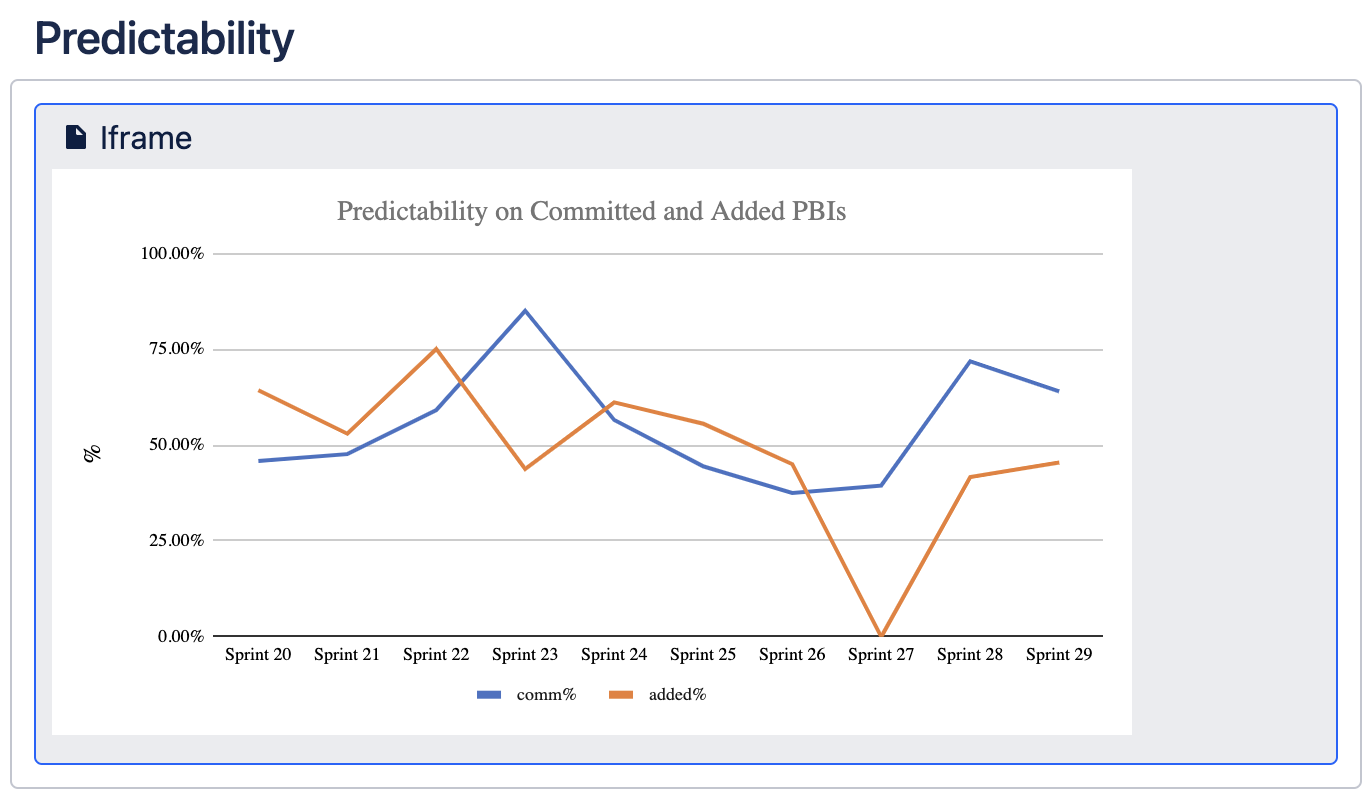 Predictability
Iframe
Predictability on Committed and Added PBIs
100.00%
75.00%
50.00%
25.00%
0.00%
%
Sprint 20 Sprint 21 Sprint 22 Sprint 23 Sprint 24 Sprint 25 Sprint 26 Sprint 27 Sprint 28 Sprint 29
comm% added%